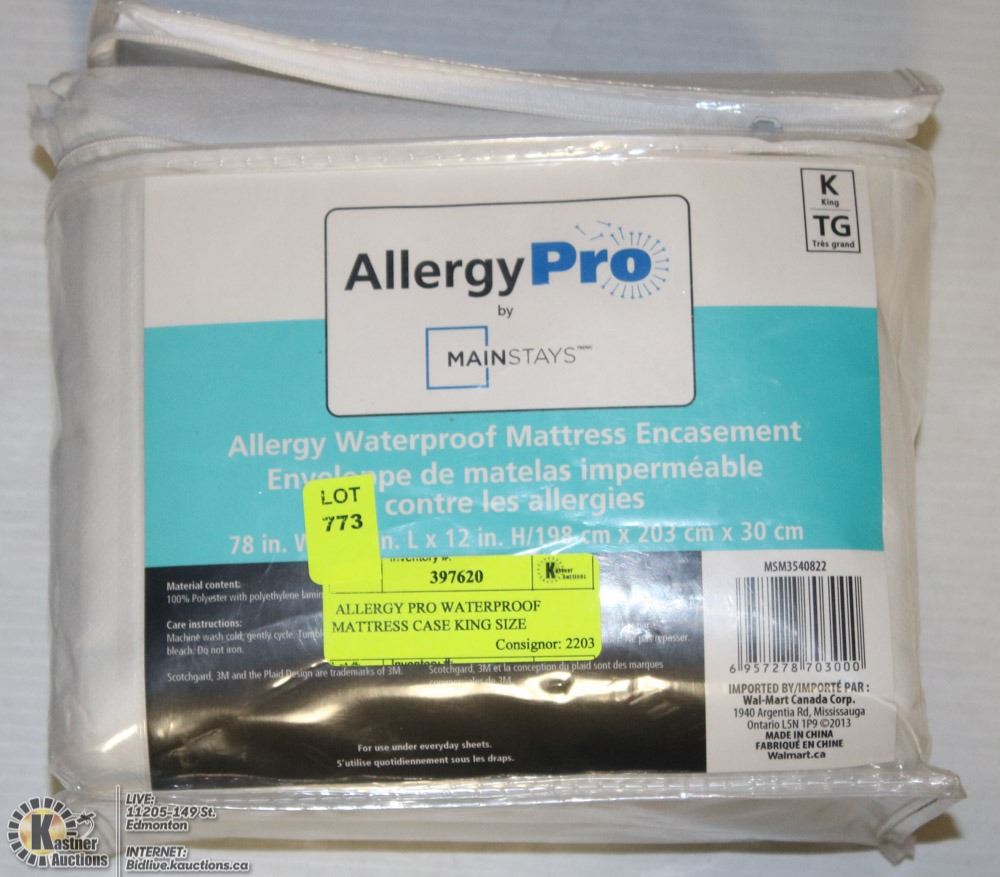 K
King
TG
Très grand
AllergyPro
by
MAINSTAYS
Allergy Waterproof Mattress Encasement
de matelas imperméable
contre les allergies
78 in. n. L x 12 in. H/198 cm x 203 cm x 30 cm
LOT
773
Inventory #:
397620
Kastner
Auctions
ALLERGY PRO WATERPROOF
MATTRESS CASE KING SIZE
Consignor: 2203
Inventory #:
Material content:
100% Polyester with polyethylene
Care instructions:
Machine wash cold, gently cycle.
bleach. Do not iron.
repasser.
Scotchgard, 3M and the Plaid Design are trademarks of 3M.
Scotchgard, 3M et la conception du plaid sont des marques
de 3M.
For use under everyday sheets.
S'utilise quotidiennement sous les draps.
MSM3540822
6 957278 703000
IMPORTED BY/IMPORTÉ PAR :
Wal-Mart Canada Corp.
1940 Argentia Rd, Mississauga
Ontario L5N 1P9 ©2013
MADE IN CHINA
FABRIQUÉ EN CHINE
Walmart.ca
Kastner
Auctions
LIVE:
11205-149 St.
Edmonton
INTERNET:
Bidlive.kauctions.ca